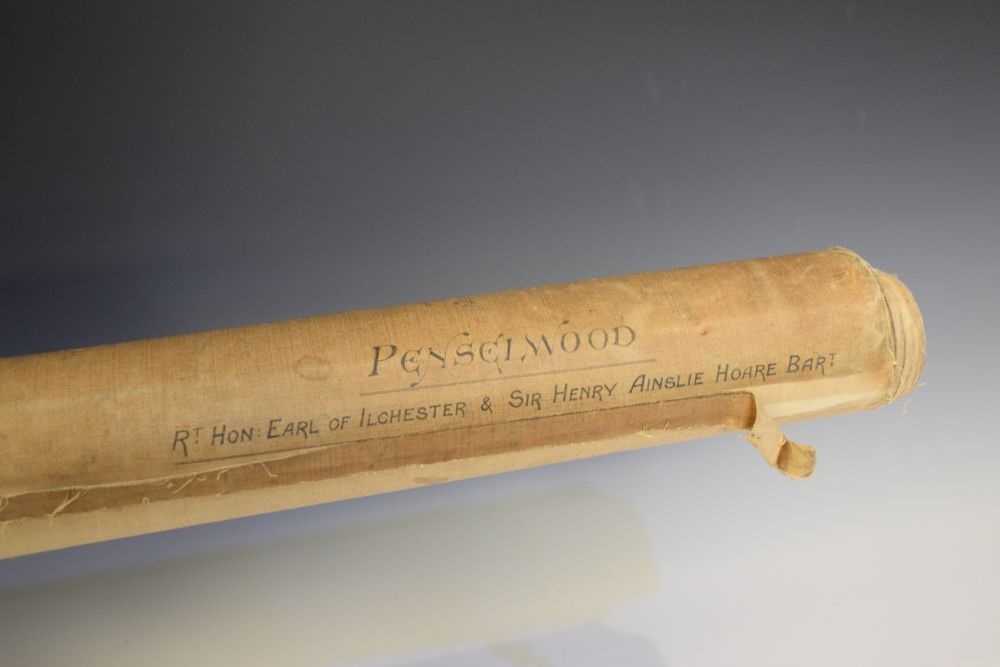 PENSELWOOD
RT HON: EARL OF ILCHESTER & SIR HENRY AINSLIE HOARE BART